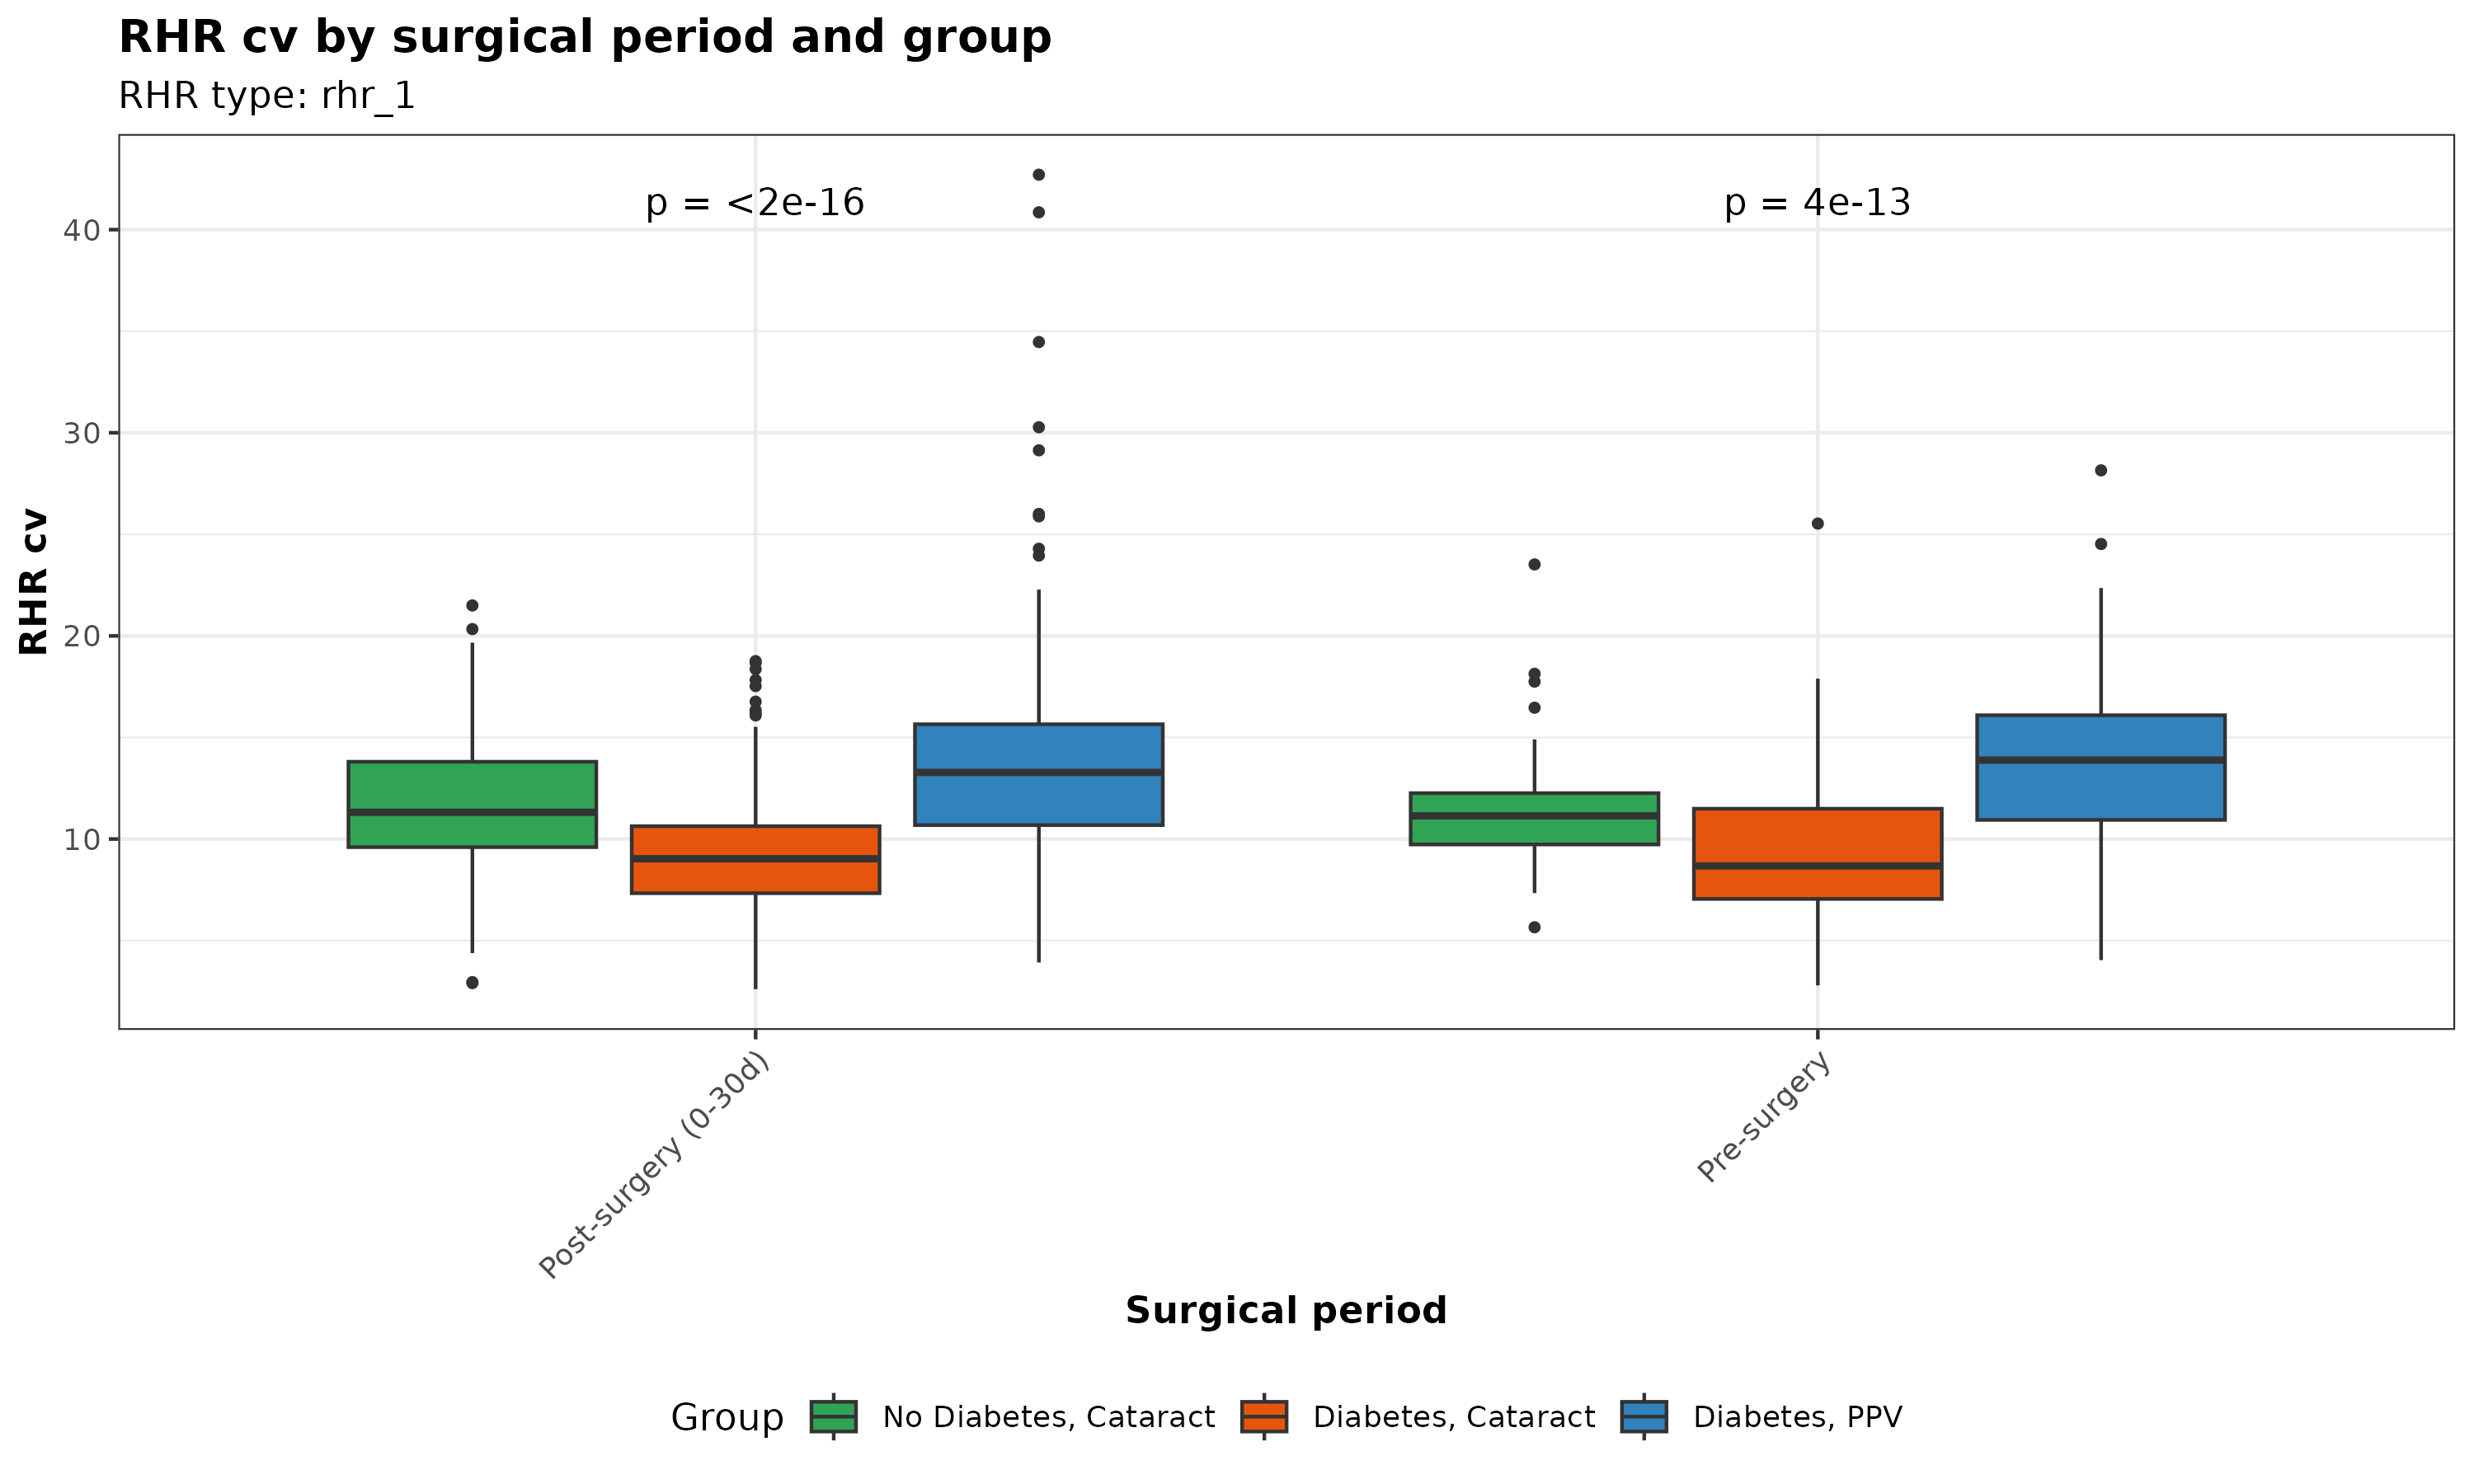 RHR cv by surgical period and group
RHR type: rhr_1
p = <2e-16
p = 4e-13
40
30
20
10
RHR cv
Post-surgery (0-30d)
Pre-surgery
Surgical period
Group No Diabetes, Cataract Diabetes, Cataract Diabetes, PPV